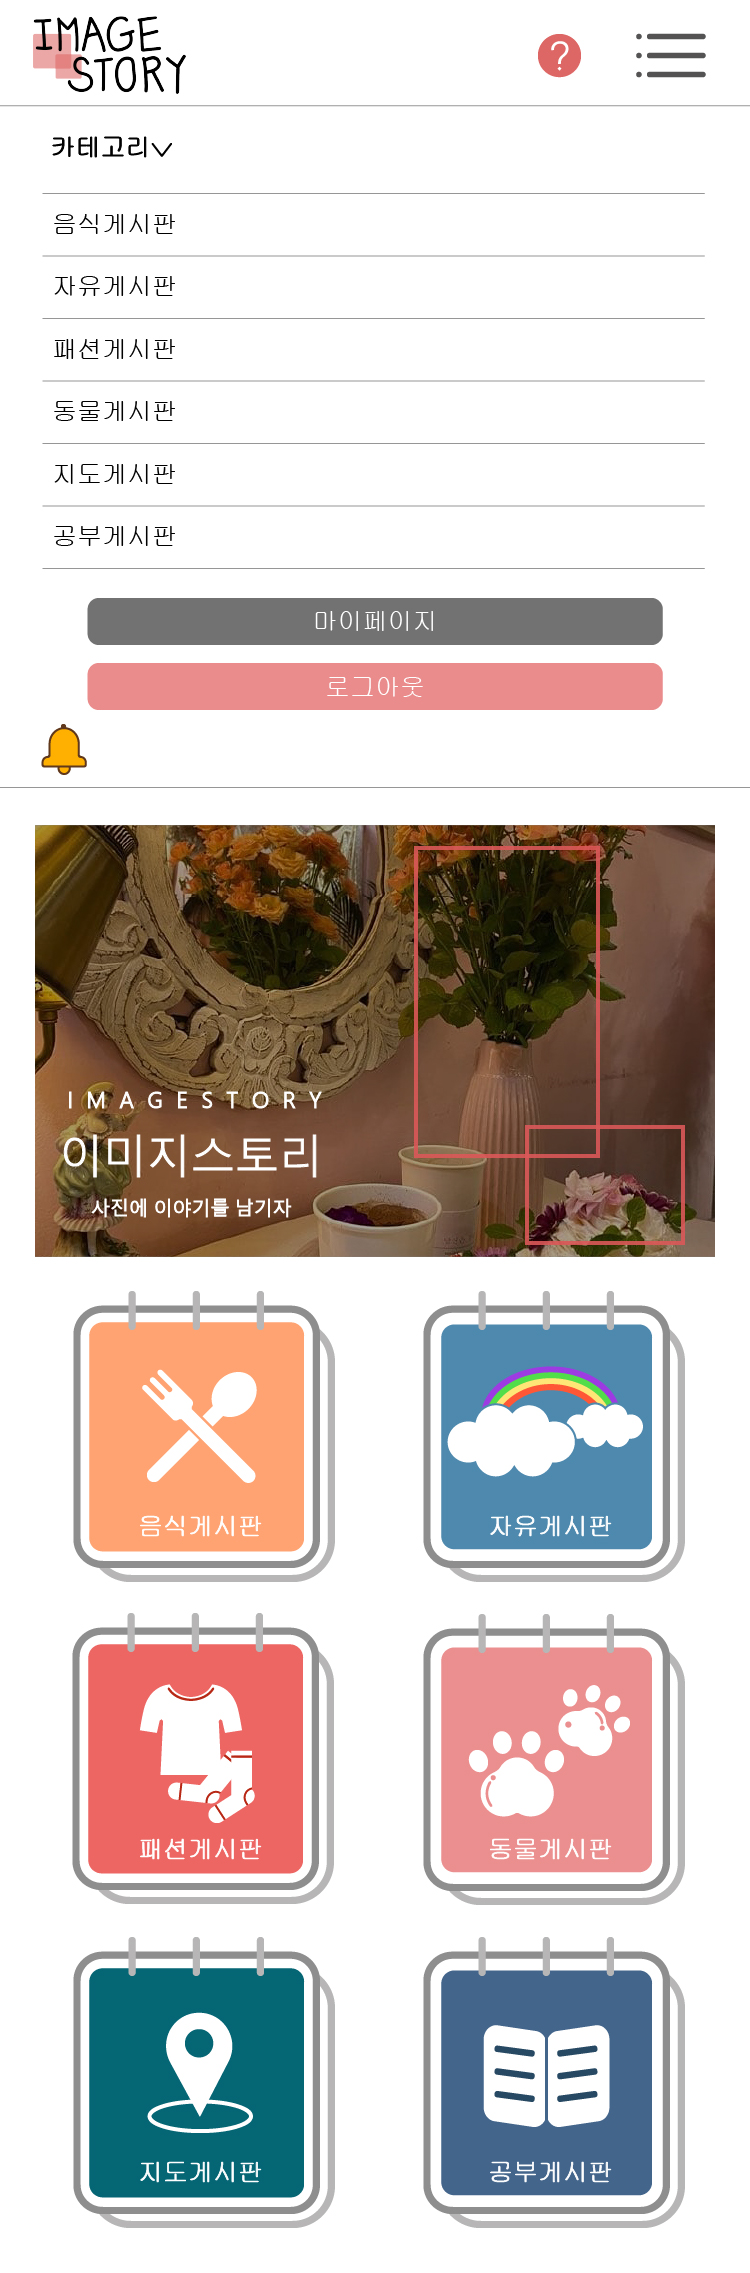 IMAGE
STORY
?
카테고리
음식게시판
자유게시판
패션게시판
동물게시판
지도게시판
공부게시판
마이페이지
로그아웃
IMAGESTORY
이미지스토리
사진에 이야기를 남기자
음식게시판
자유게시판
패션게시판
동물게시판
지도게시판
공부게시판